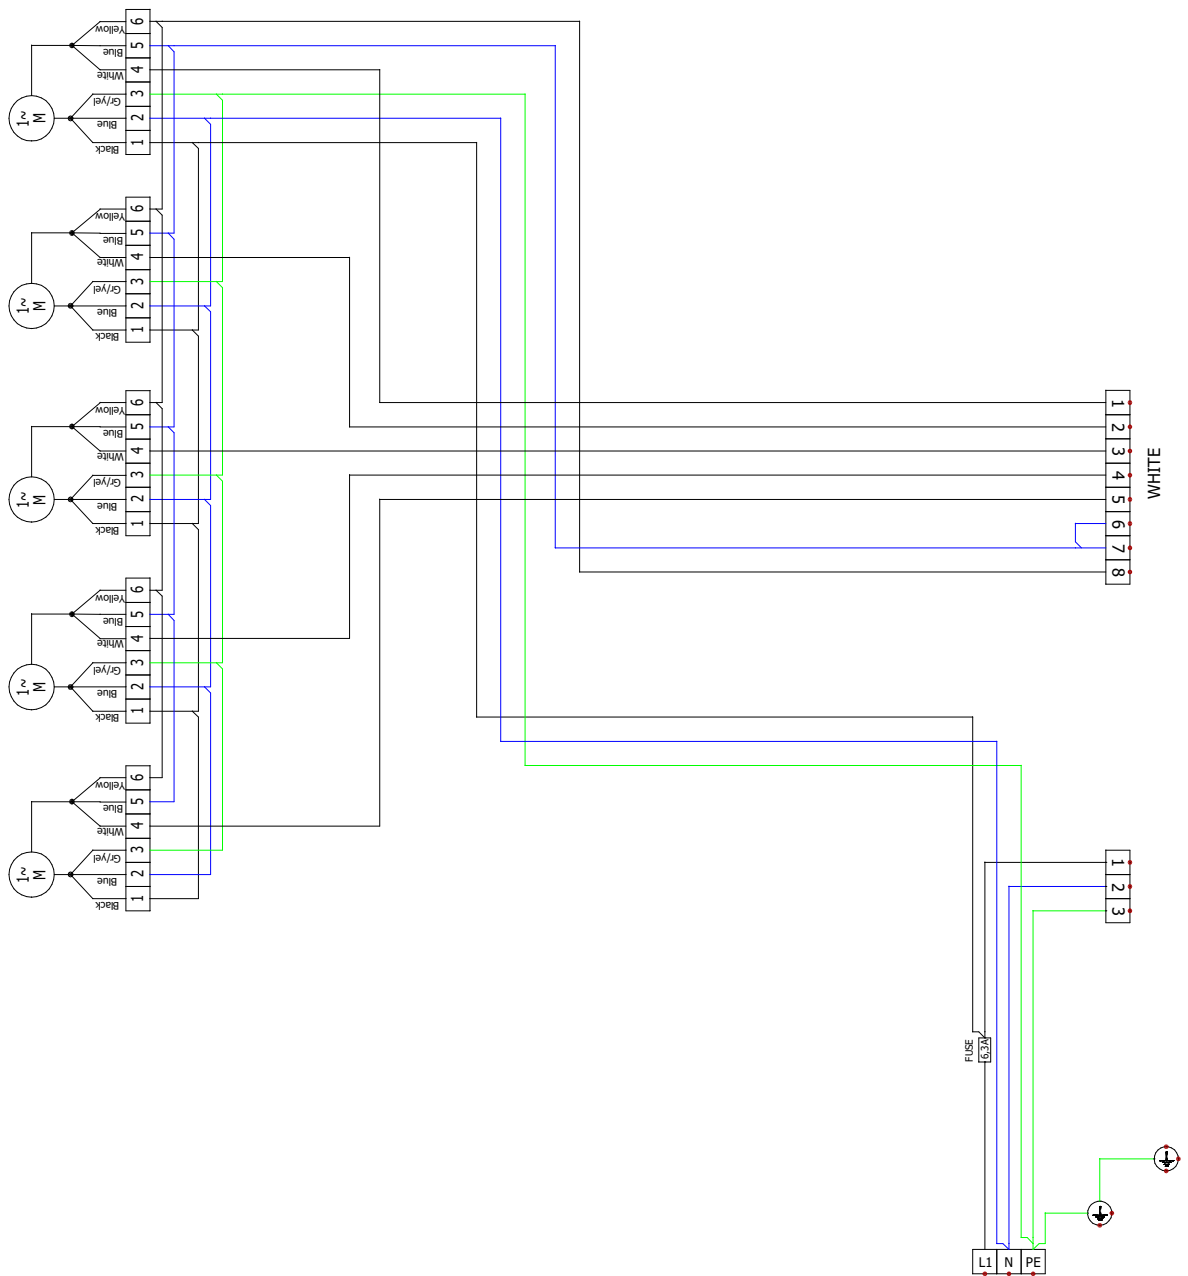 6 Yellow
5 Blue
4 White
3 Gr/yel
2 Blue
1 Black
1~ M
6 Yellow
5 Blue
4 White
3 Gr/yel
2 Blue
1 Black
1~ M
6 Yellow
5 Blue
4 White
3 Gr/yel
2 Blue
1 Black
1~ M
6 Yellow
5 Blue
4 White
3 Gr/yel
2 Blue
1 Black
1~ M
6 Yellow
5 Blue
4 White
3 Gr/yel
2 Blue
1 Black
1~ M
1
2
3
4
5
6
7
8
WHITE
1
2
3
FUSE
6,3A
L1 N PE